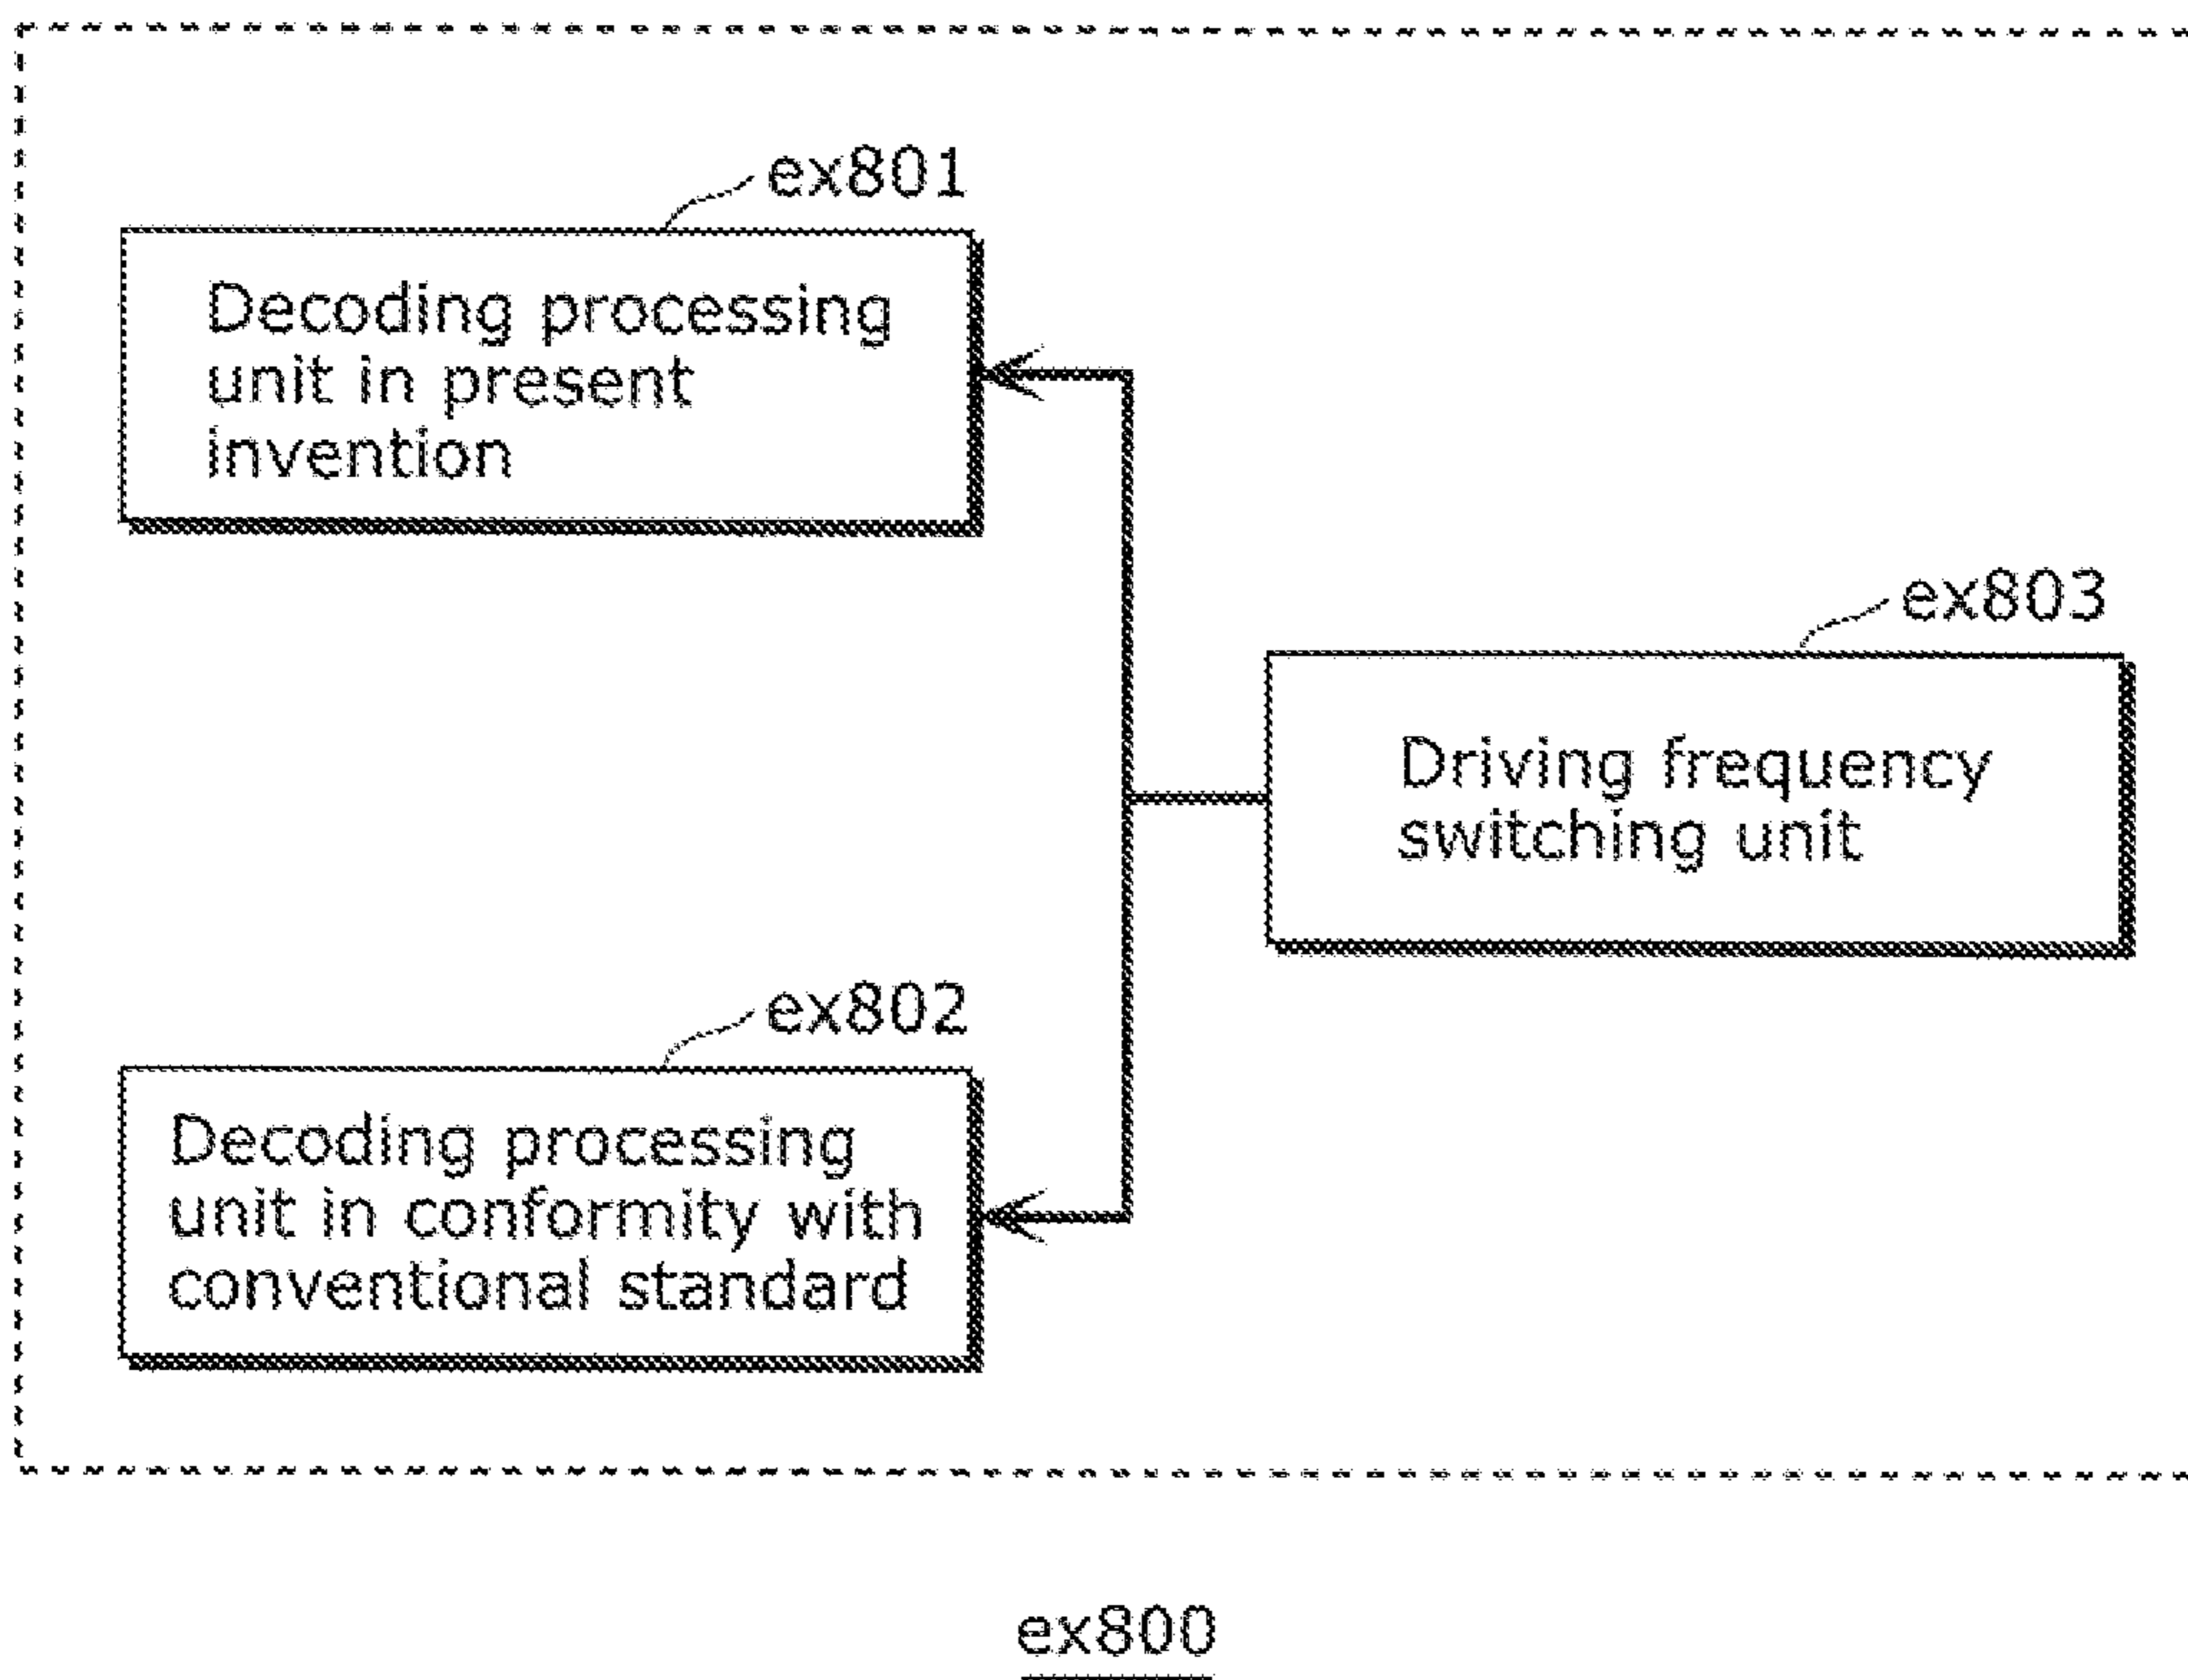 ex801
Decoding processing
unit in present
invention
ex803
Driving frequency
switching unit
ex802
Decoding processing
unit in conformity with
conventional standard
ex800